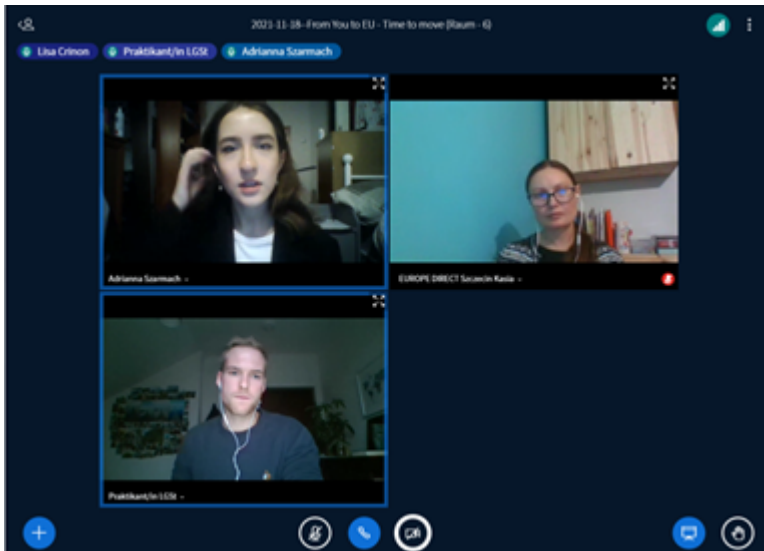 2021-11-18--From You to EU - Time to move (Raum - 6)
Lisa Crinon Praktikant/in LGSt Adrianna Szarmach
Adrianna Szarmach
EUROPE DIRECT Szczecin Kasia
Praktikant/in LGSt